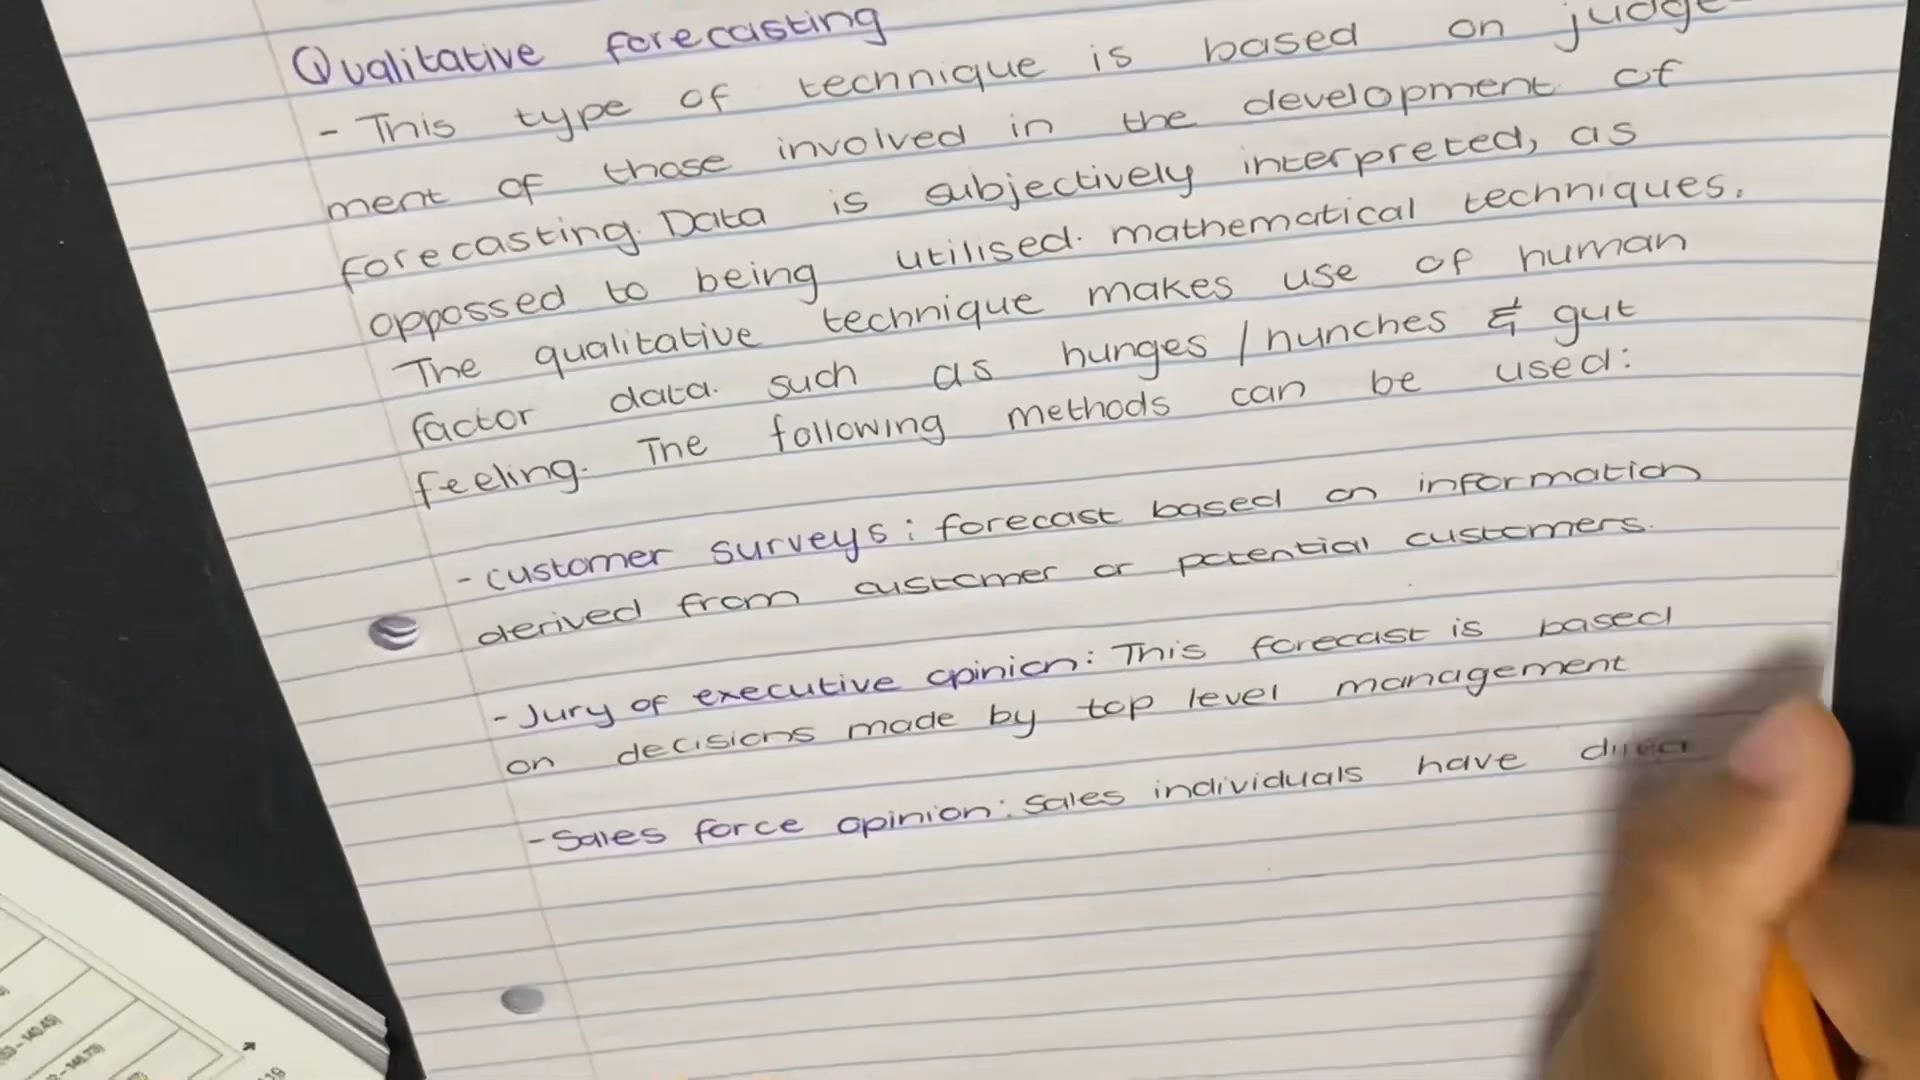 Qualitative forecasting
- This type of technique is based on judge
ment of those involved in the development of
forecasting. Data is subjectively interpreted, as
oppossed to being utilised. mathematical techniques.
The qualitative technique makes use of human
factor data. such as hunges / hunches & gut
feeling. The following methods can be used:
- customer surveys: forecast based on information
derived from customer or potential customers.
- Jury of executive opinion: This forecast is based
on decisions made by top level management
- Sales force opinion: Sales individuals have direct